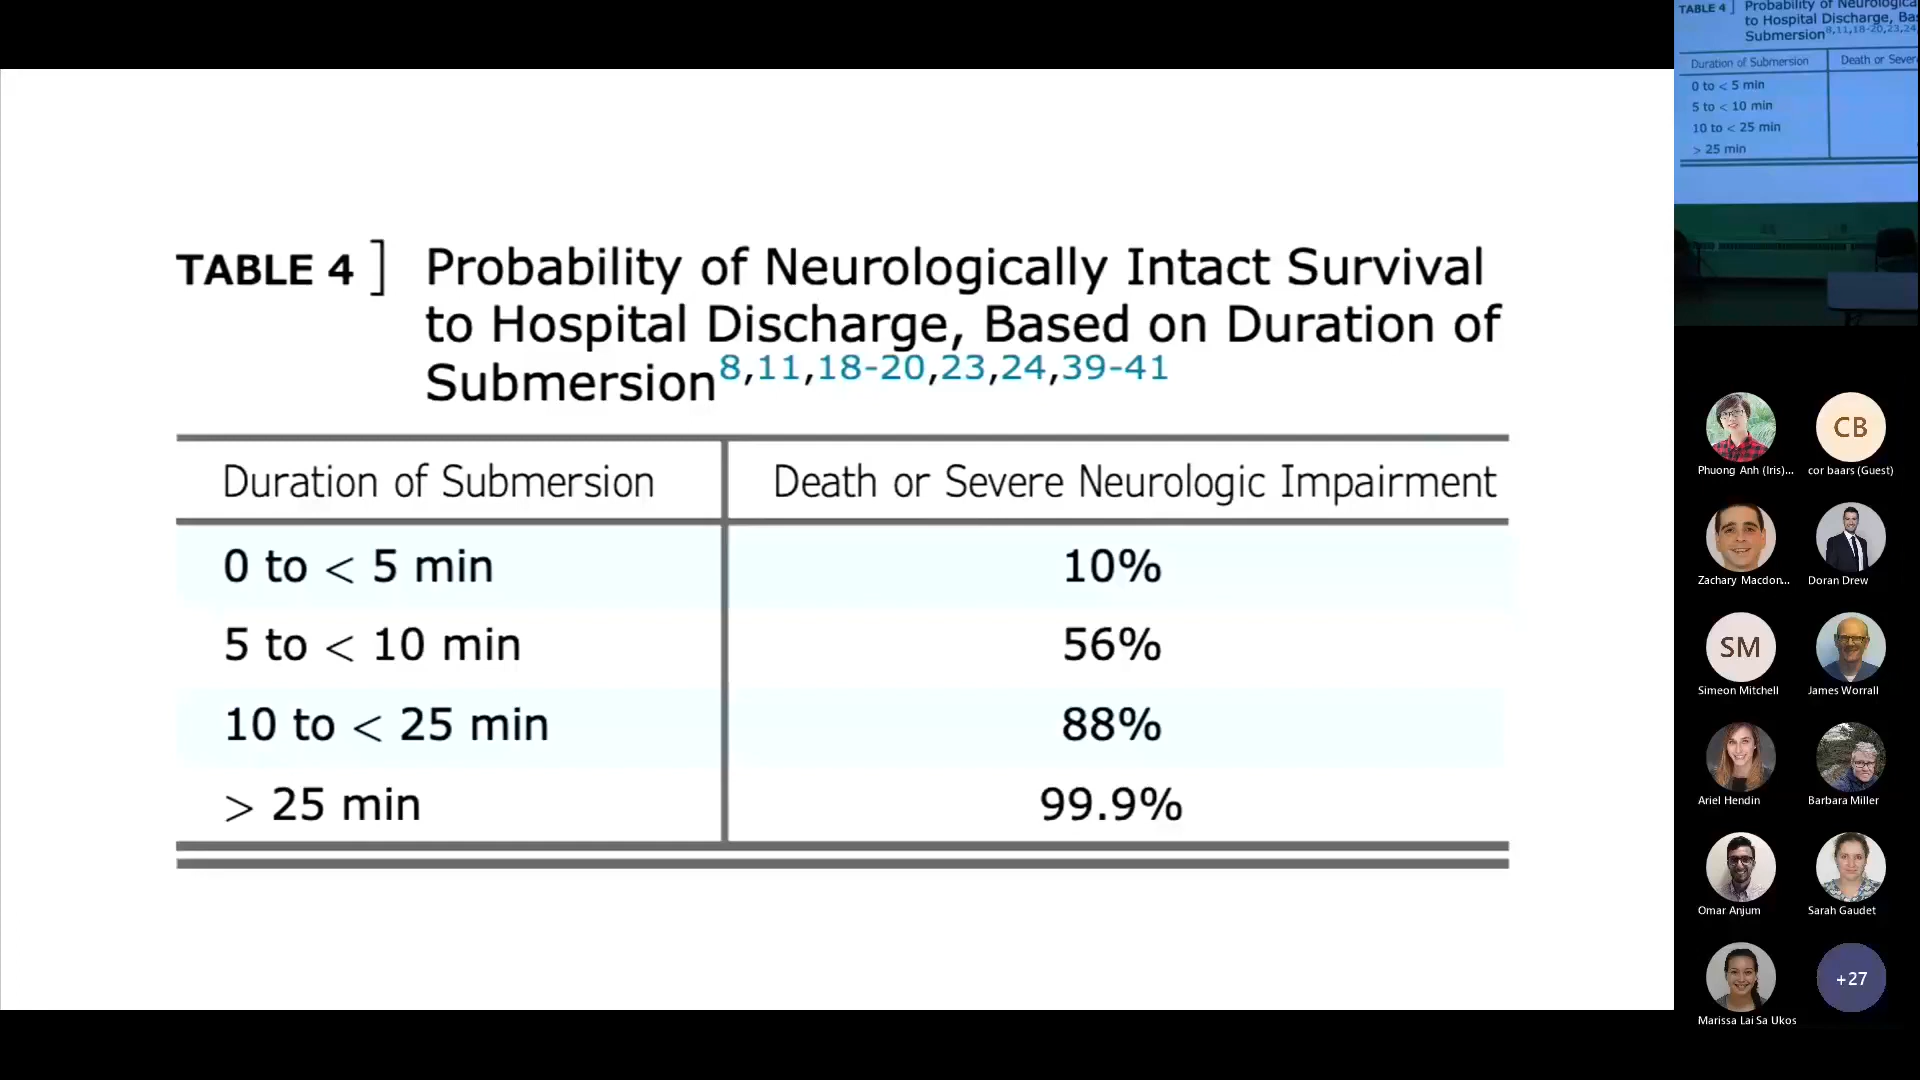 TABLE 4 ] Probability of Neurologically Intact Survival
to Hospital Discharge, Based on Duration of
Submersion8,11,18-20,23,24,39-41
Duration of Submersion Death or Severe Neurologic Impairment
0 to < 5 min 10%
5 to < 10 min 56%
10 to < 25 min 88%
> 25 min 99.9%
TABLE 4 ] Probability of Neurologica
to Hospital Discharge, Bas
Submersion8,11,18-20,23,24
Duration of Submersion Death or Sever
0 to < 5 min
5 to < 10 min
10 to < 25 min
> 25 min
CB
Phuong Anh (Iris)... cor baars (Guest)
Zachary Macdon... Doran Drew
SM
Simeon Mitchell James Worrall
Ariel Hendin Barbara Miller
Omar Anjum Sarah Gaudet
+27
Marissa Lai Sa Ukos